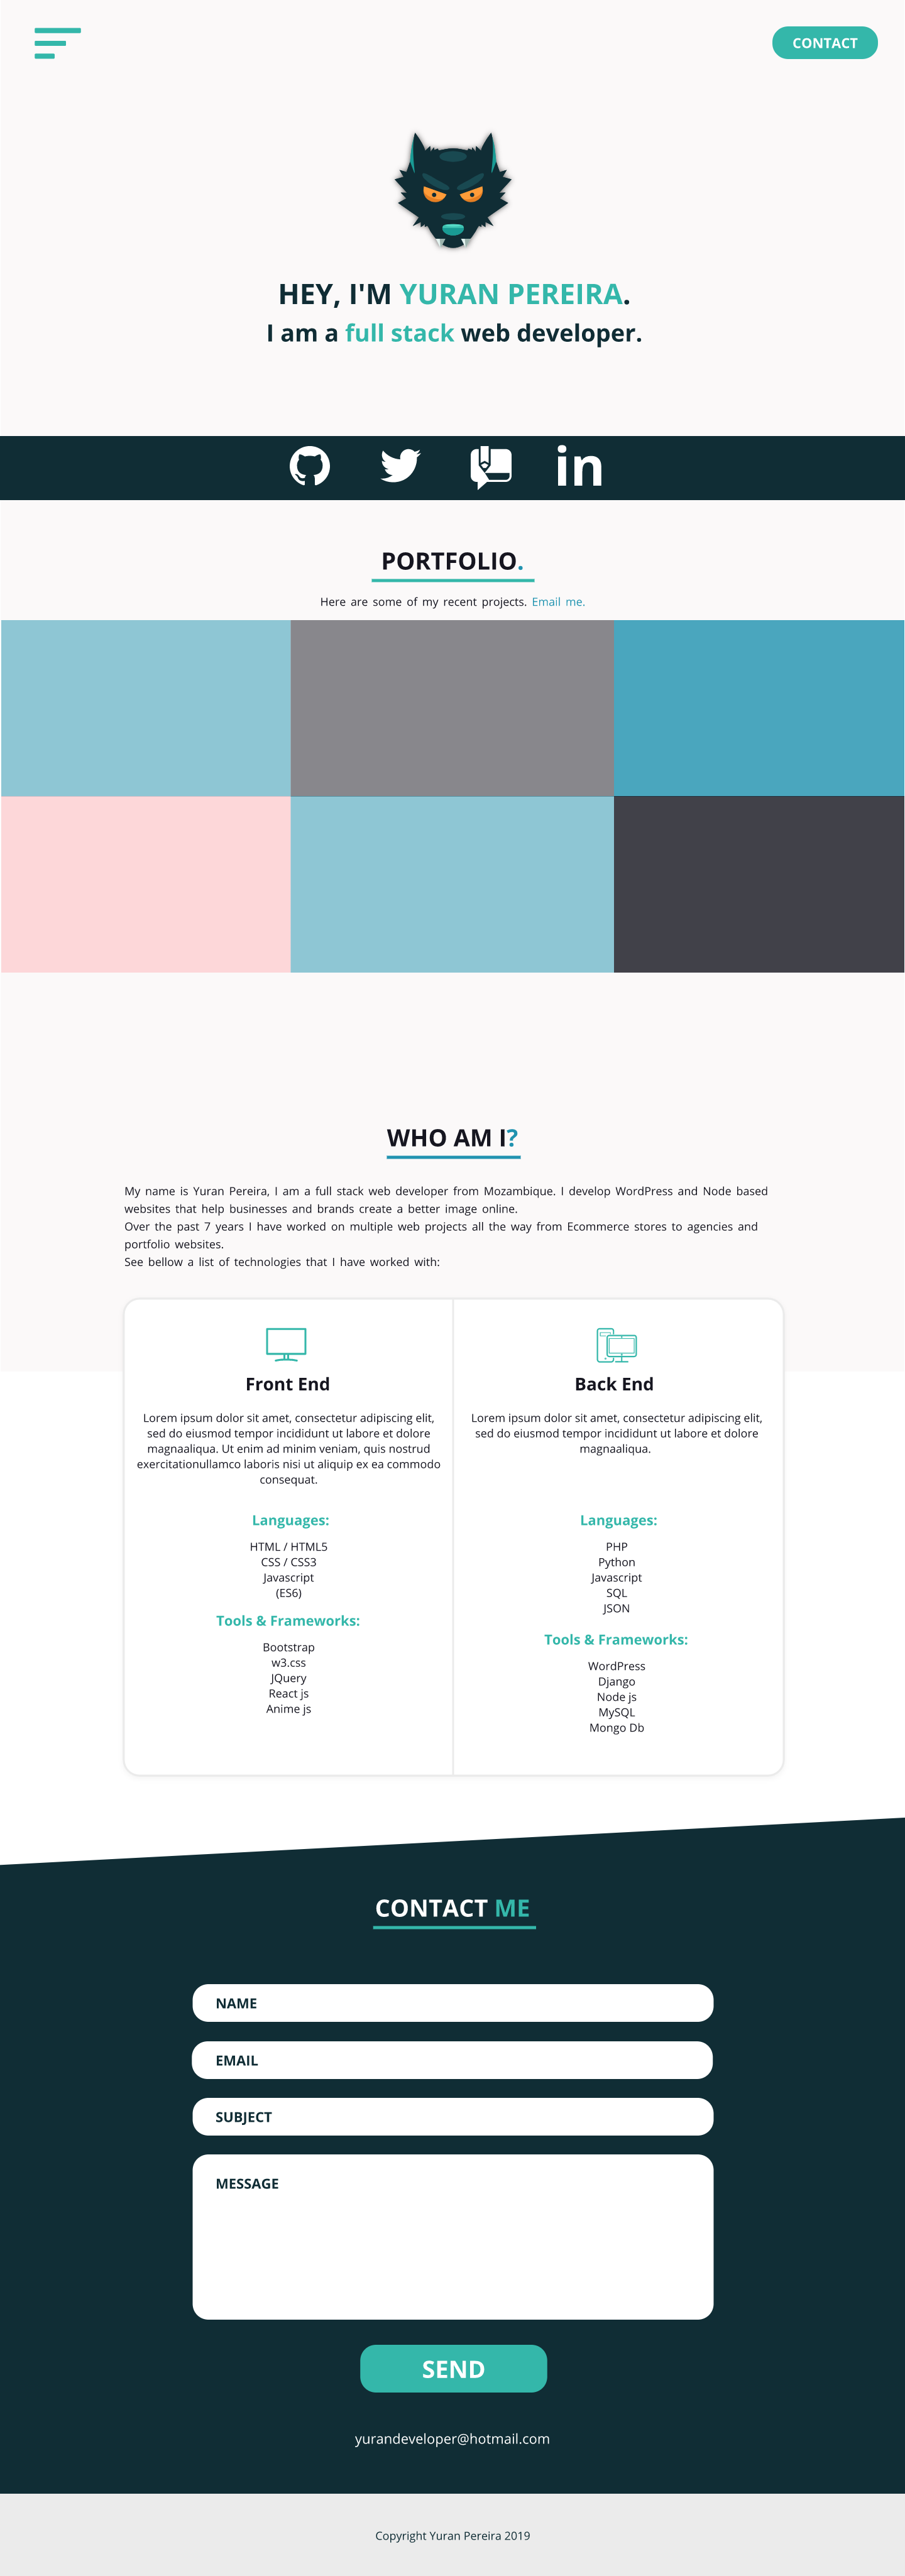 CONTACT
HEY, I'M YURAN PEREIRA.
I am a full stack web developer.
in
PORTFOLIO.
Here are some of my recent projects. Email me.
WHO AM I?
My name is Yuran Pereira, I am a full stack web developer from Mozambique. I develop WordPress and Node based
websites that help businesses and brands create a better image online.
Over the past 7 years I have worked on multiple web projects all the way from Ecommerce stores to agencies and
portfolio websites.
See bellow a list of technologies that I have worked with:
Front End
Lorem ipsum dolor sit amet, consectetur adipiscing elit,
sed do eiusmod tempor incididunt ut labore et dolore
magnaaliqua. Ut enim ad minim veniam, quis nostrud
exercitationullamco laboris nisi ut aliquip ex ea commodo
consequat.
Languages:
HTML / HTML5
CSS / CSS3
Javascript
(ES6)
Tools & Frameworks:
Bootstrap
w3.css
JQuery
React js
Anime js
Back End
Lorem ipsum dolor sit amet, consectetur adipiscing elit,
sed do eiusmod tempor incididunt ut labore et dolore
magnaaliqua.
Languages:
PHP
Python
Javascript
SQL
JSON
Tools & Frameworks:
WordPress
Django
Node js
MySQL
Mongo Db
CONTACT ME
NAME
EMAIL
SUBJECT
MESSAGE
SEND
yurandeveloper@hotmail.com
Copyright Yuran Pereira 2019